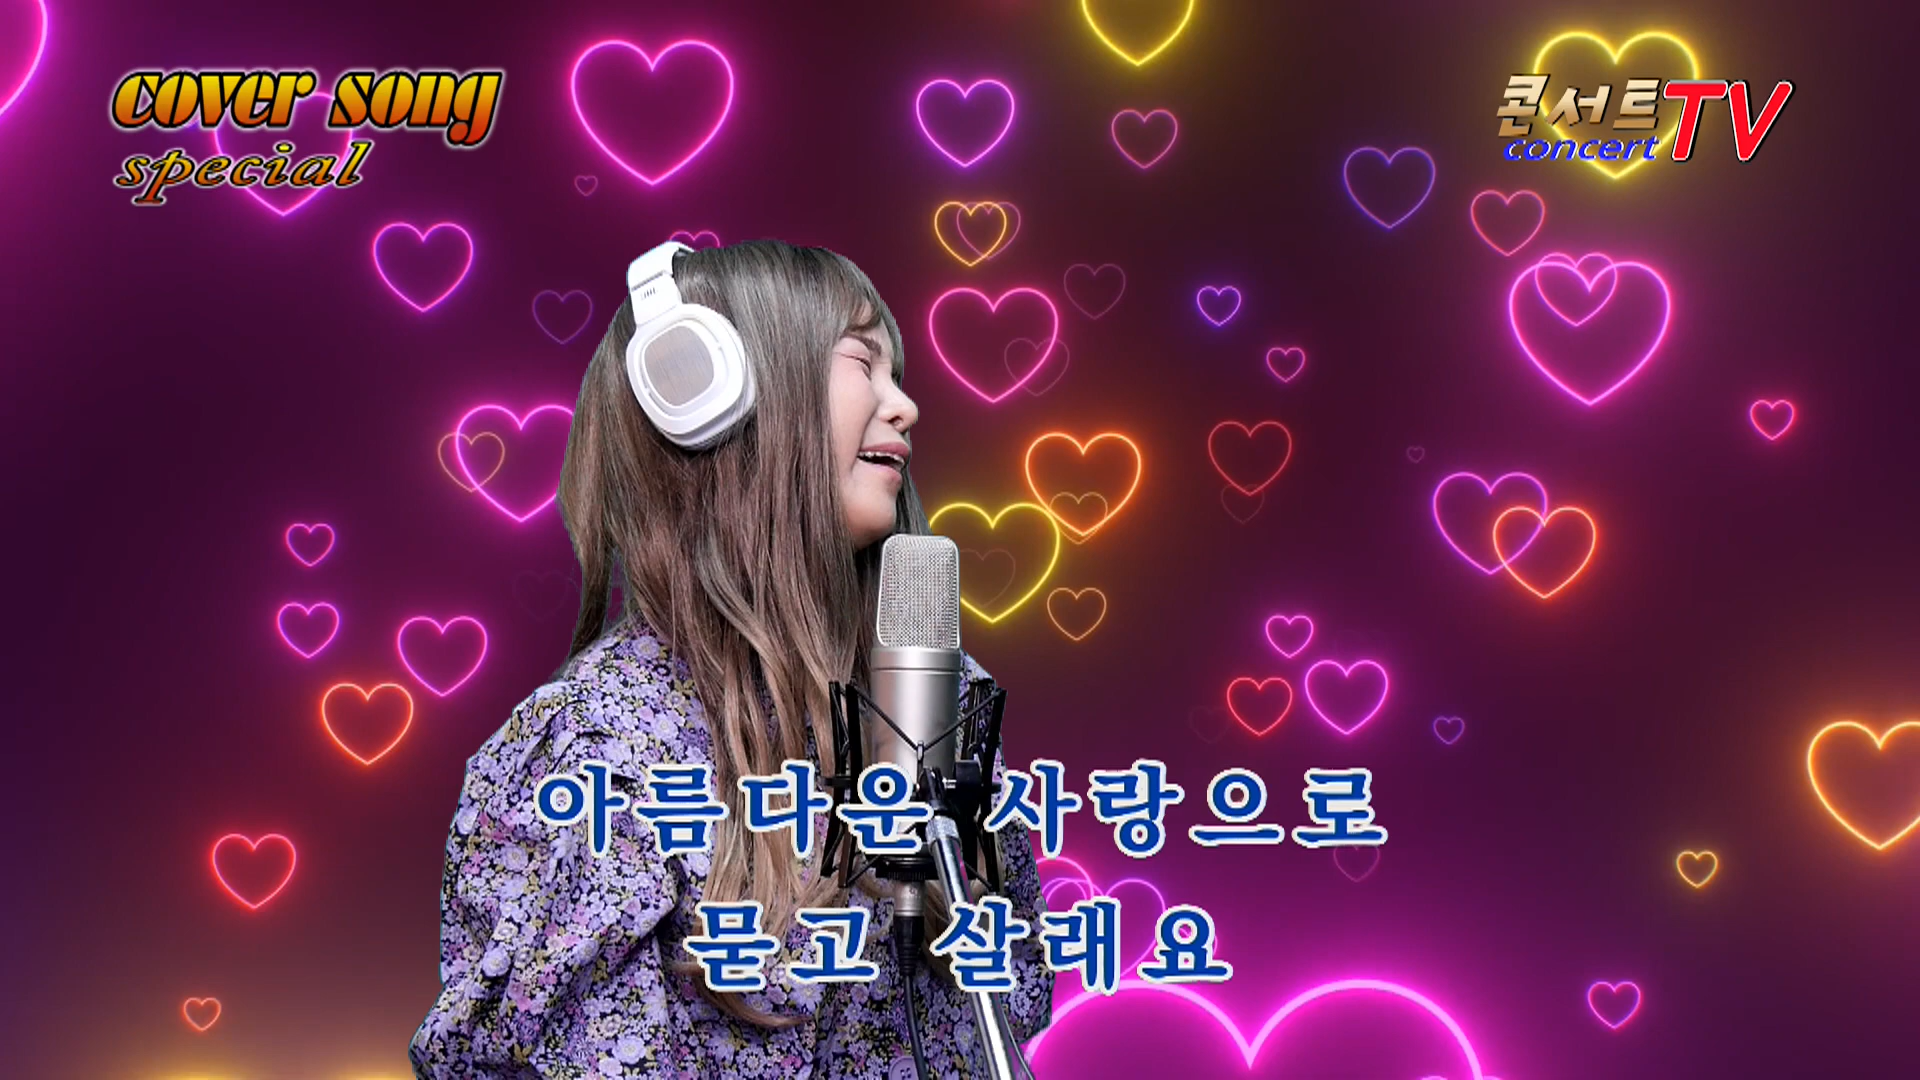 cover song
special
콘서트TV
concert
아름다운 사랑으로
묻고 살래요